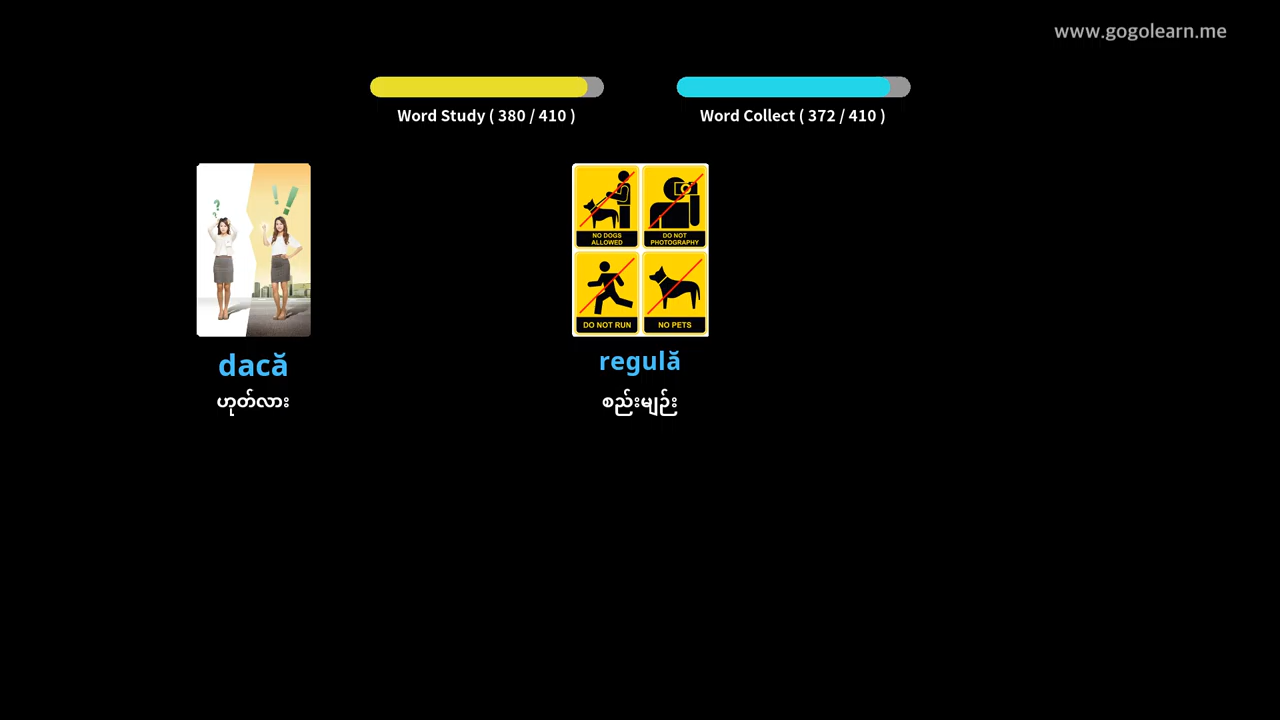 www.gogolearn.me
Word Study ( 380 / 410 )
Word Collect ( 372 / 410 )
? ? !!
NO DOGS
ALLOWED
DO NOT
PHOTOGRAPHY
DO NOT RUN
NO PETS
dacă
regulă
ဟုတ်လား
စည်းမျဉ်း